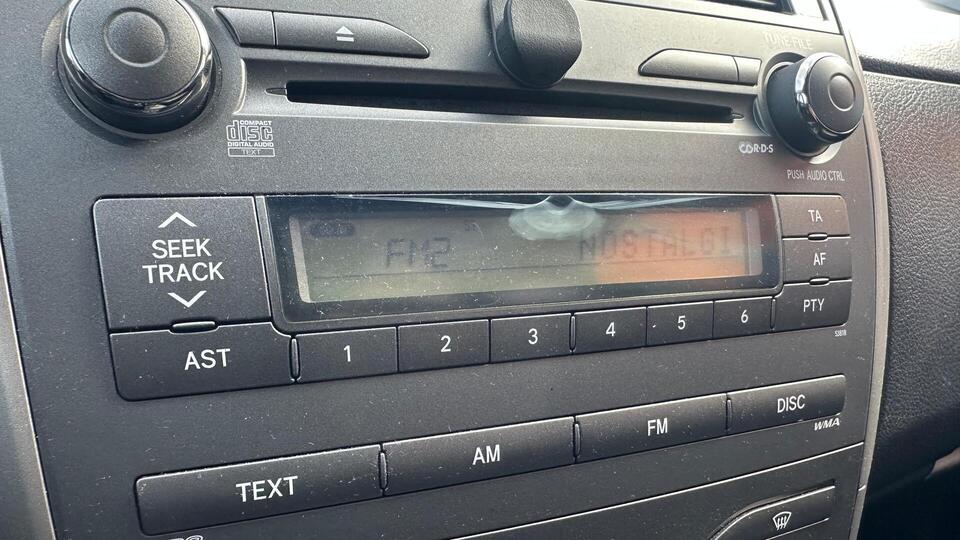 TUNE·FILE
COMPACT
disc
DIGITAL AUDIO
TEXT
R·D·S
PUSH AUDIO CTRL
SEEK
TRACK
FM2
NOSTALGI
TA
AF
PTY
AST
1
2
3
4
5
6
TEXT
AM
FM
DISC
WMA